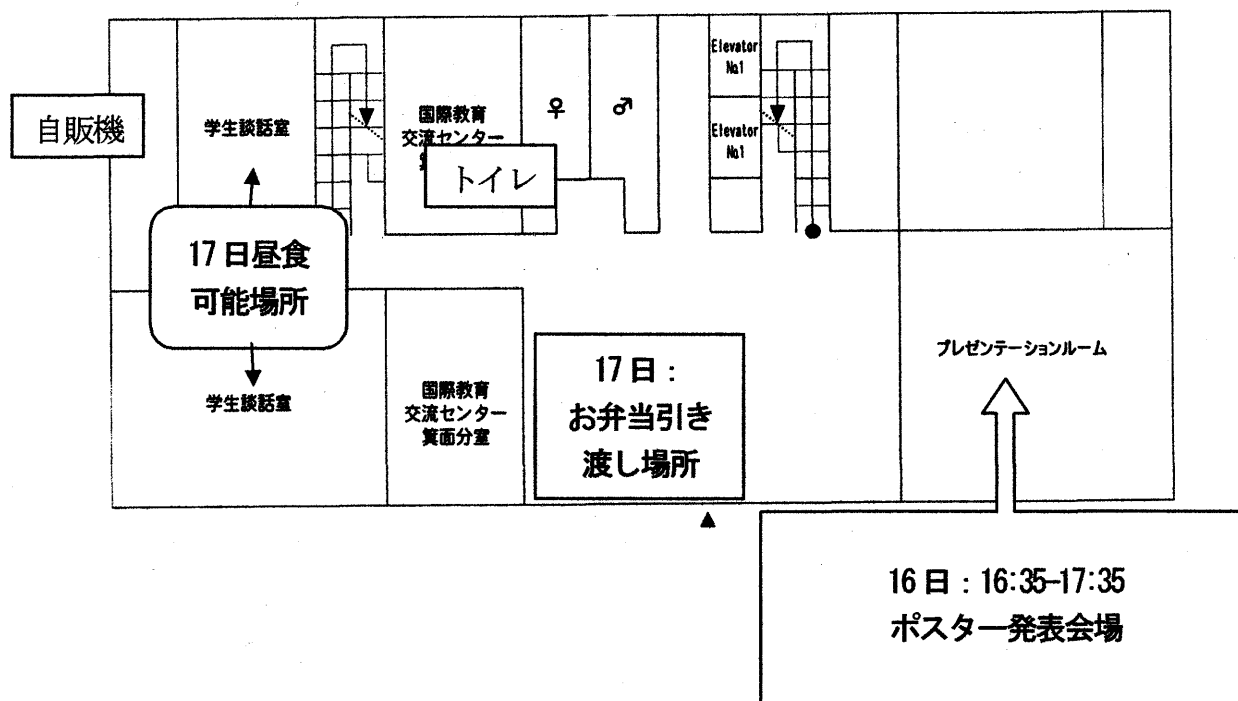 Elevator
No.1
Elevator
No.1
自販機
学生談話室
国際教育
交流センター
♀
♂
トイレ
17日昼食
可能場所
学生談話室
国際教育
交流センター
箕面分室
17日：
お弁当引き
渡し場所
プレゼンテーションルーム
16日：16:35-17:35
ポスター発表会場